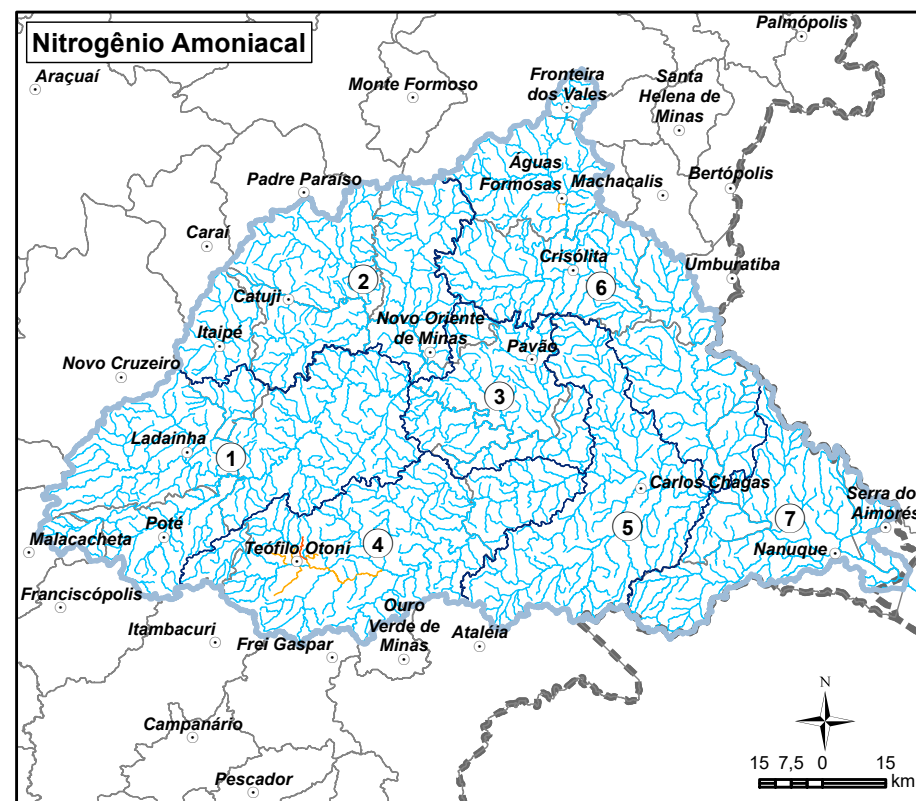 Nitrogênio Amoniacal
Palmópolis
Araçuaí
Monte Formoso
Fronteira
dos Vales
Santa
Helena de
Minas
Águas
Formosas
Machacalis
Bertópolis
Padre Paraíso
Caraí
Crisólita
Umburatiba
2
6
Catuji
Novo Oriente
de Minas
Itaipé
Pavão
Novo Cruzeiro
3
Ladainha
1
Carlos Chagas
Serra dos
Aimorés
7
Poté
5
4
Malacacheta
Teófilo Otoni
Nanuque
Franciscópolis
Ouro
Verde de
Minas
Itambacuri
Frei Gaspar
Ataléia
Campanário
Pescador
N
15 7,5 0 15
km